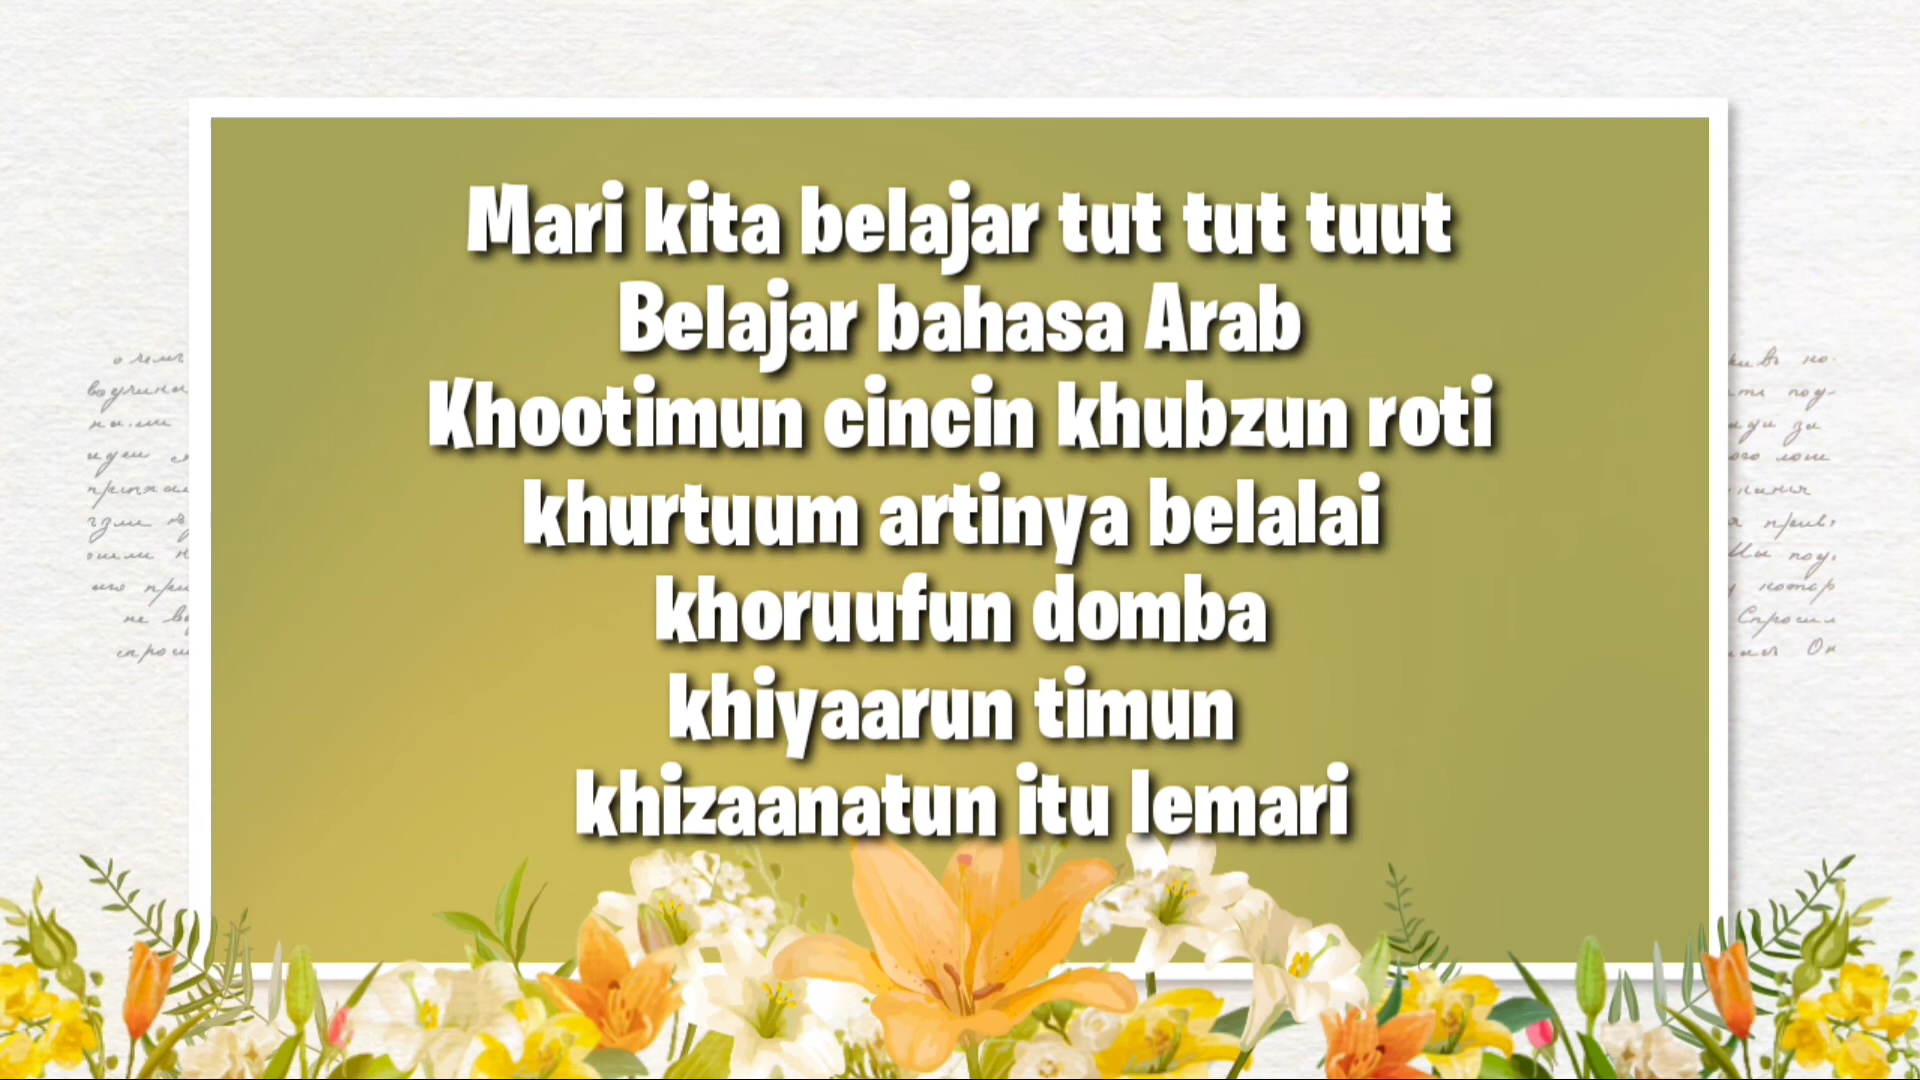 Mari kita belajar tut tut tuut
Belajar bahasa Arab
Khootimun cincin khubzun roti
khurtuum artinya belalai
khoruufun domba
khiyaarun timun
khizaanatun itu lemari